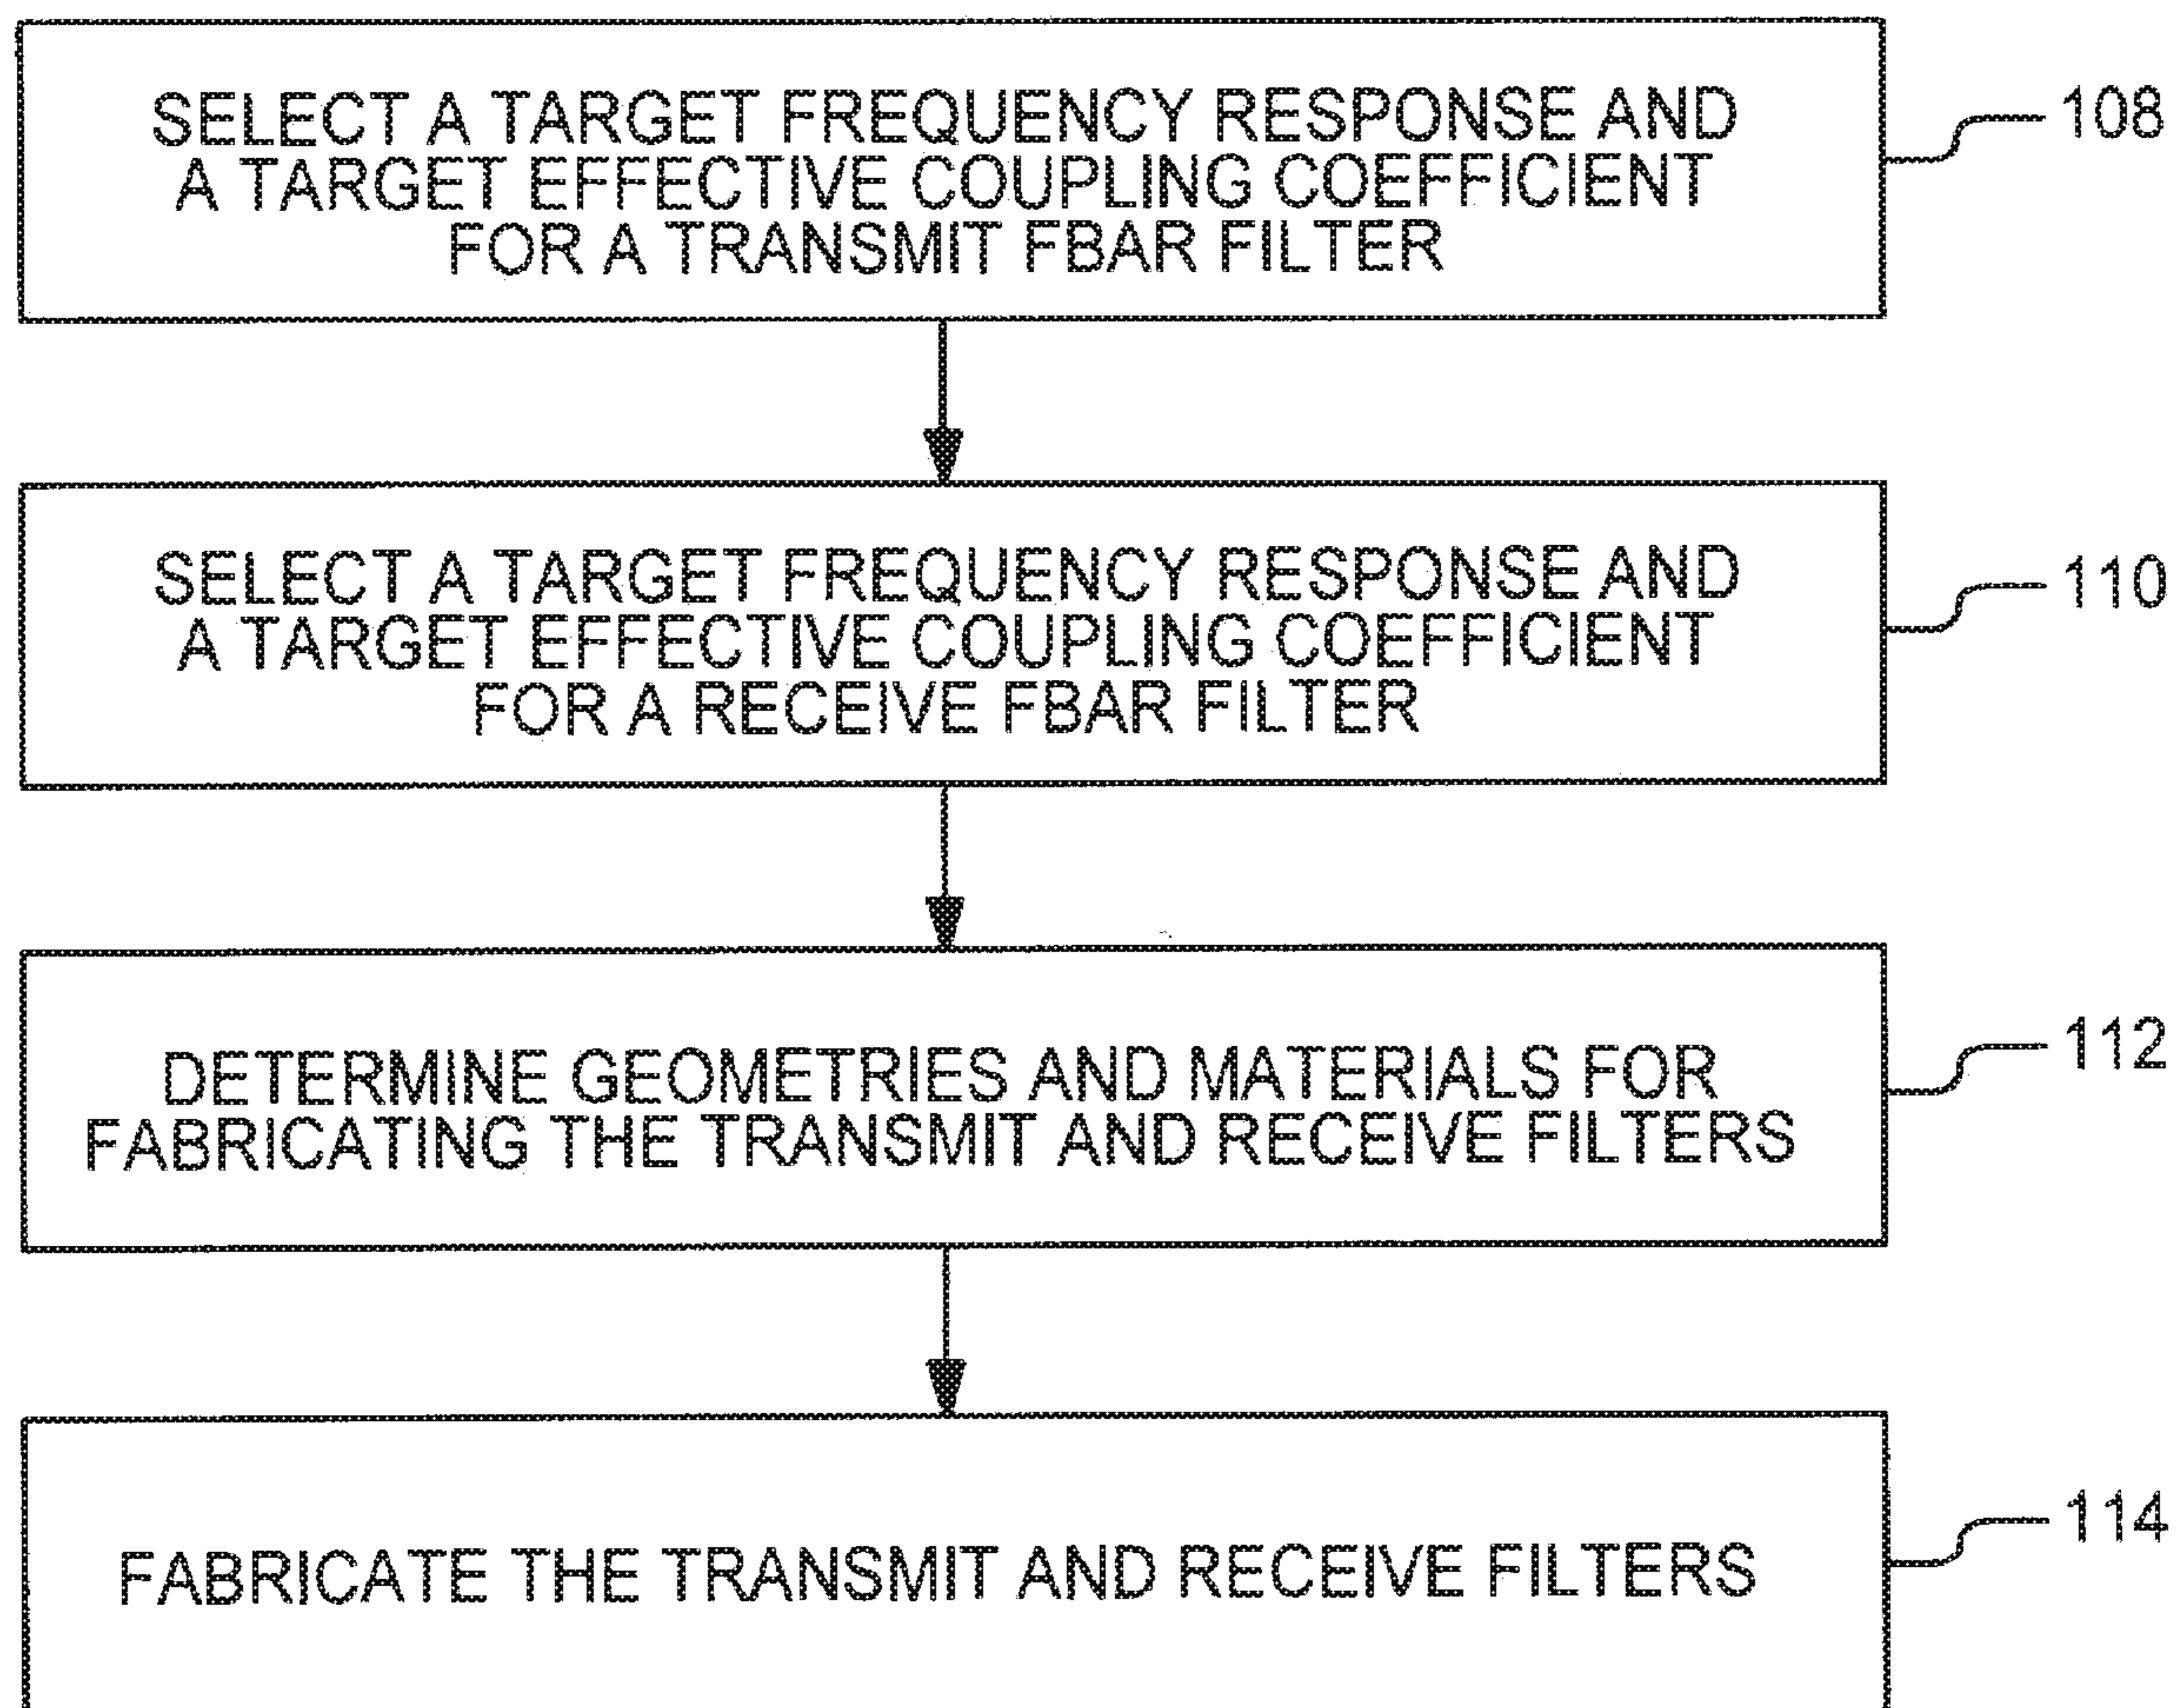 SELECT A TARGET FREQUENCY RESPONSE AND
A TARGET EFFECTIVE COUPLING COEFFICIENT
FOR A TRANSMIT FBAR FILTER
108
SELECT A TARGET FREQUENCY RESPONSE AND
A TARGET EFFECTIVE COUPLING COEFFICIENT
FOR A RECEIVE FBAR FILTER
110
DETERMINE GEOMETRIES AND MATERIALS FOR
FABRICATING THE TRANSMIT AND RECEIVE FILTERS
112
FABRICATE THE TRANSMIT AND RECEIVE FILTERS
114